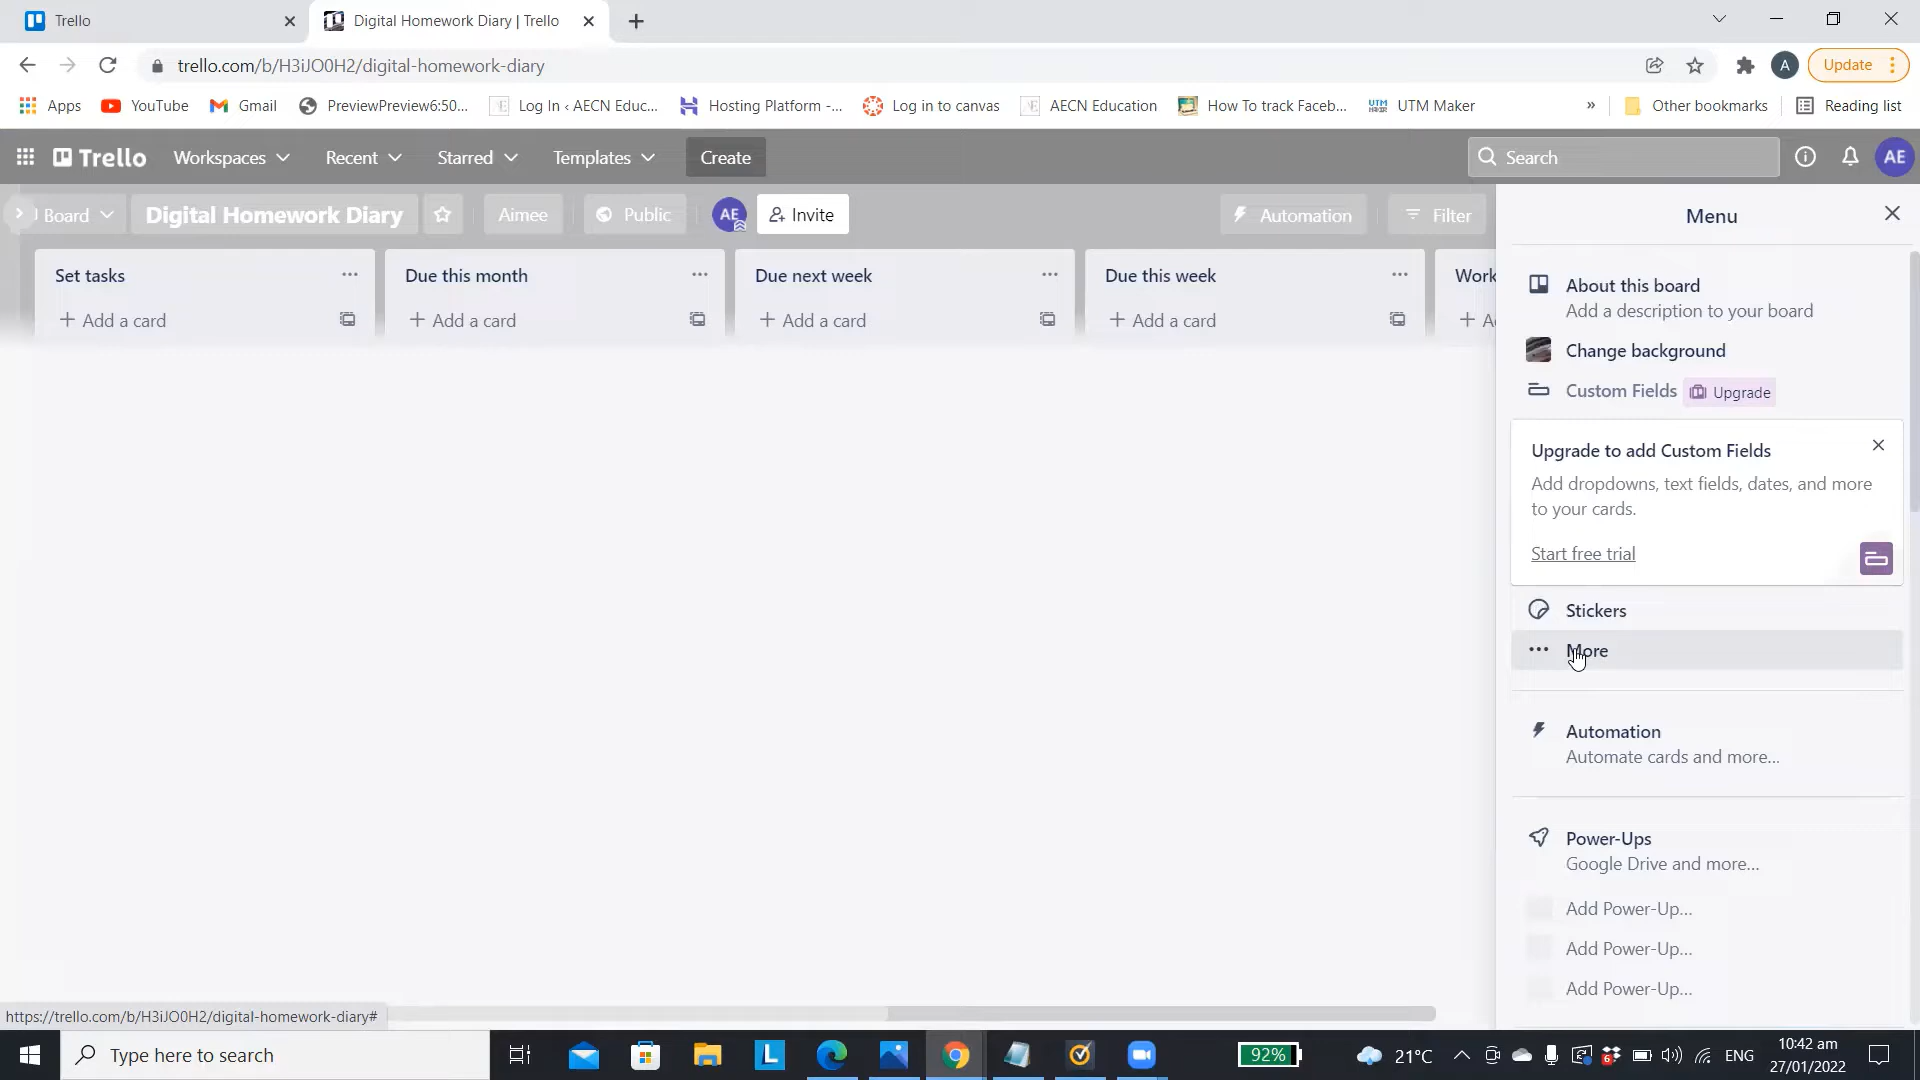 Trello
Digital Homework Diary | Trello
trello.com/b/H3iJO0H2/digital-homework-diary
A
Update
Apps
YouTube
Gmail
PreviewPreview6:50...
Log In ‹ AECN Educ...
Hosting Platform -...
Log in to canvas
AECN Education
How To track Faceb...
UTM Maker
»
Other bookmarks
Reading list
Trello
Workspaces
Recent
Starred
Templates
Create
Search
AE
Board
Digital Homework Diary
Aimee
Public
AE
Invite
Automation
Filter
Menu
Set tasks
Due this month
Due next week
Due this week
Work
+ Add a card
+ Add a card
+ Add a card
+ Add a card
About this board
Add a description to your board
Change background
Custom Fields
Upgrade
Upgrade to add Custom Fields
Add dropdowns, text fields, dates, and more
to your cards.
Start free trial
Stickers
More
Automation
Automate cards and more...
Power-Ups
Google Drive and more...
Add Power-Up...
Add Power-Up...
Add Power-Up...
https://trello.com/b/H3iJO0H2/digital-homework-diary#
Type here to search
L
92%
21°C
ENG
10:42 am
27/01/2022